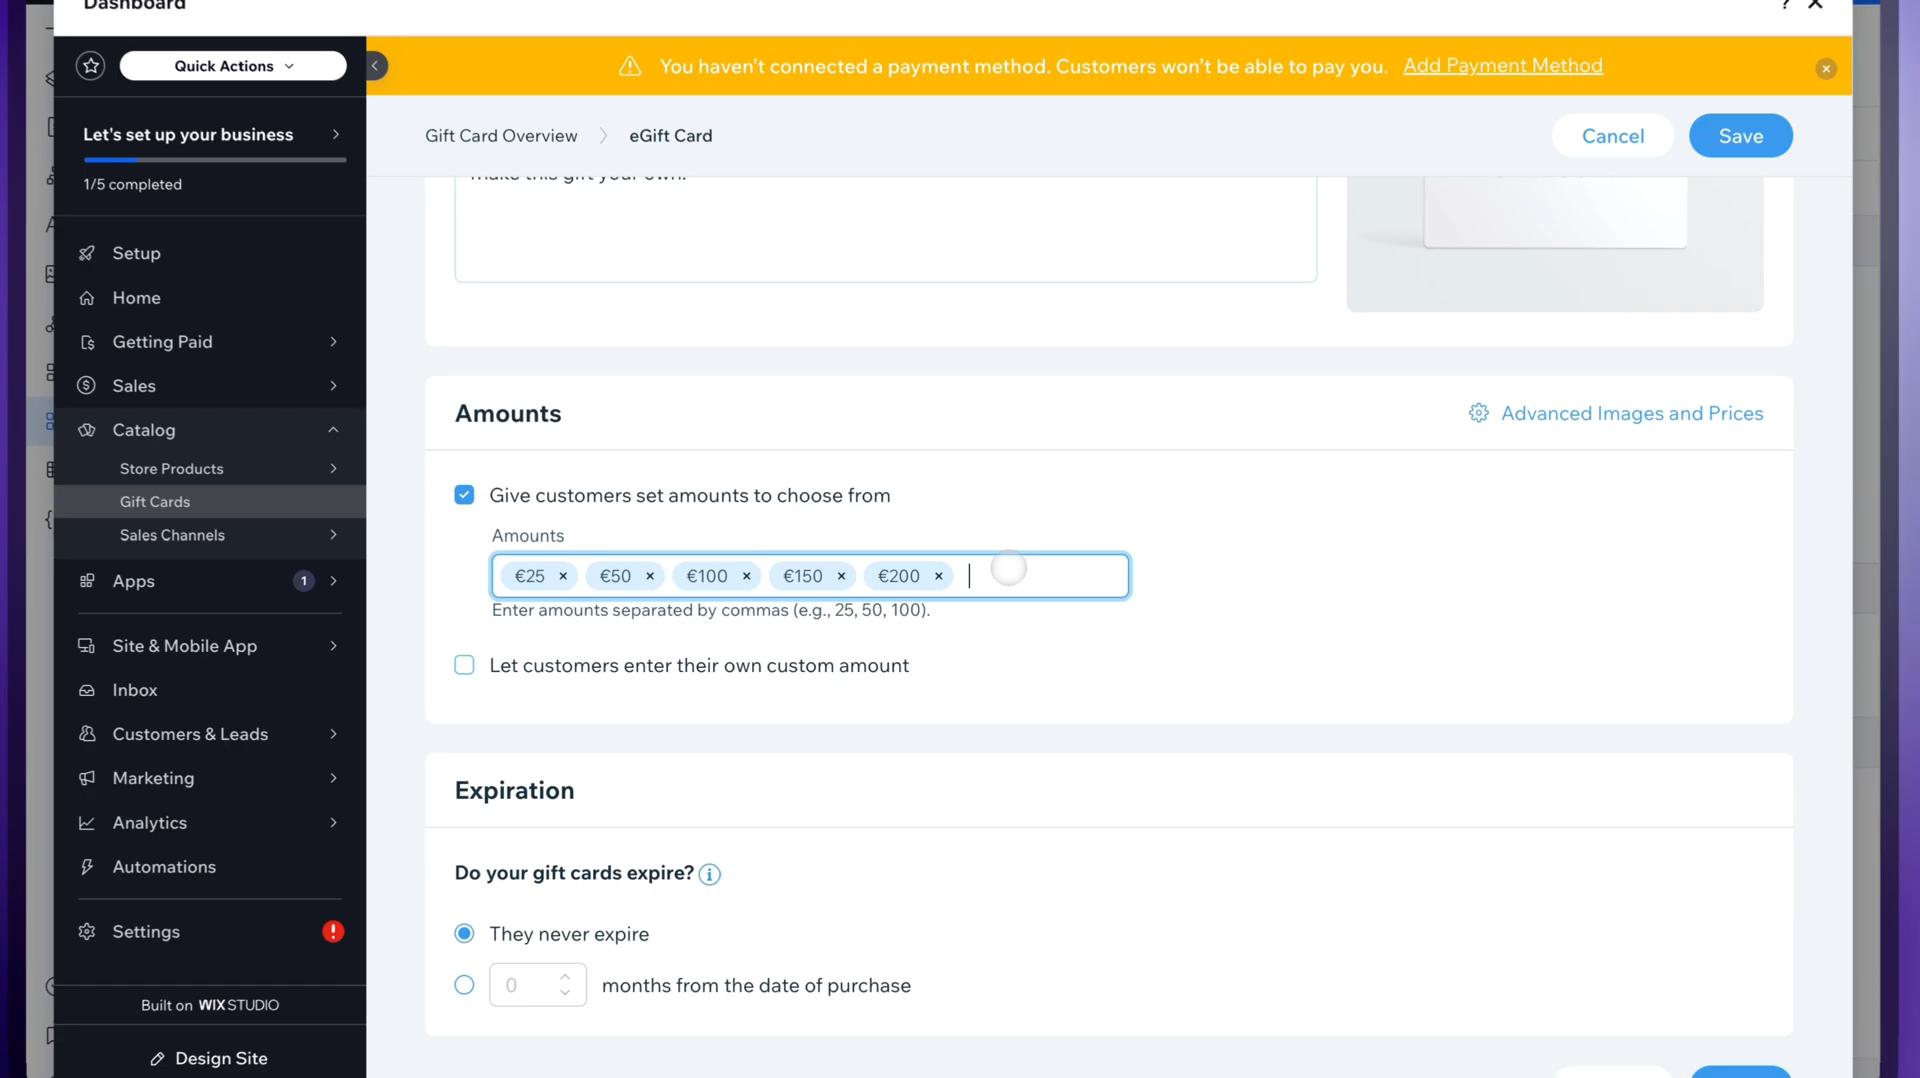 Dashboard
?
Quick Actions
You haven't connected a payment method. Customers won't be able to pay you. Add Payment Method
Let's set up your business
1/5 completed
Gift Card Overview
eGift Card
Cancel
Save
make this gift your own.
Setup
Home
Getting Paid
Sales
Catalog
Store Products
Gift Cards
Sales Channels
Apps
1
Site & Mobile App
Inbox
Customers & Leads
Marketing
Analytics
Automations
Settings
!
Built on WIX STUDIO
Design Site
Amounts
Advanced Images and Prices
Give customers set amounts to choose from
Amounts
€25 × €50 × €100 × €150 × €200 ×
Enter amounts separated by commas (e.g., 25, 50, 100).
Let customers enter their own custom amount
Expiration
Do your gift cards expire?
They never expire
0 months from the date of purchase